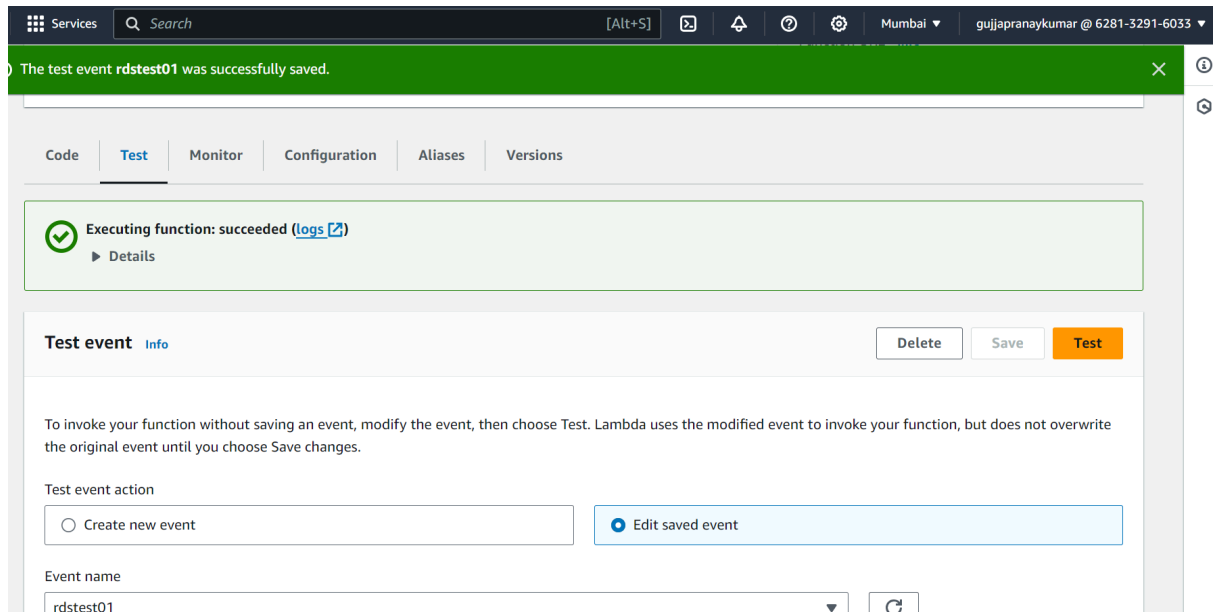 Services Search [Alt+S] Mumbai gujjapranaykumar @ 6281-3291-6033
The test event rdstest01 was successfully saved.
Code Test Monitor Configuration Aliases Versions
Executing function: succeeded (logs)
Details
Test event Info Delete Save Test
To invoke your function without saving an event, modify the event, then choose Test. Lambda uses the modified event to invoke your function, but does not overwrite
the original event until you choose Save changes.
Test event action
Create new event Edit saved event
Event name
rdstest01